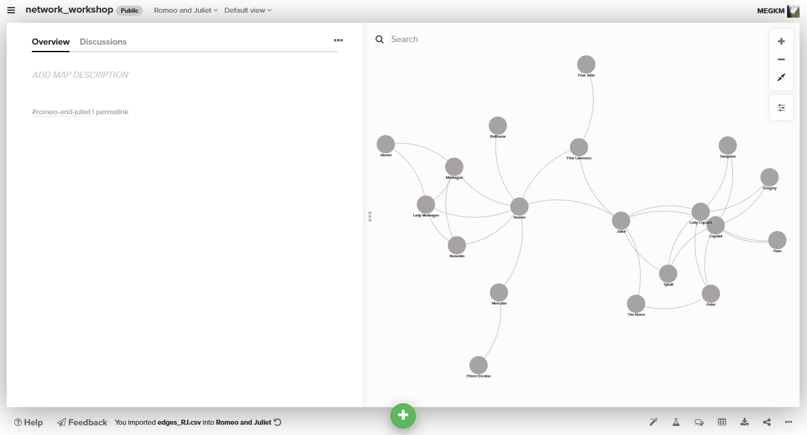 network_workshop Public Romeo and Juliet Default view MEGKM
Overview Discussions
ADD MAP DESCRIPTION
#romeo-and-juliet | permalink
Search
Friar John
Balthasar
Abram
Friar Lawrence
Sampson
Montague
Gregory
Lady Montague
Romeo
Juliet
Lady Capulet
Capulet
Paris
Benvolio
Tybalt
Mercutio
Peter
The Nurse
Prince Escalus
Help Feedback You imported edges_RJ.csv into Romeo and Juliet